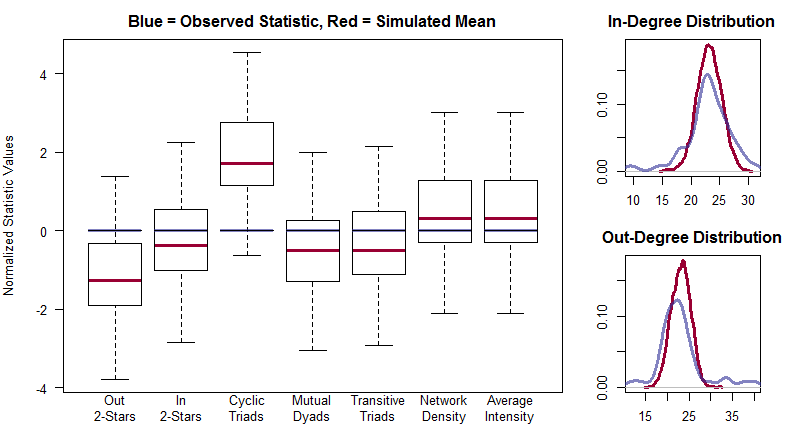 Blue = Observed Statistic, Red = Simulated Mean
Normalized Statistic Values
4
2
0
-2
-4
Out 2-Stars
In 2-Stars
Cyclic Triads
Mutual Dyads
Transitive Triads
Network Density
Average Intensity
In-Degree Distribution
0.10
0.00
10 15 20 25 30
Out-Degree Distribution
0.10
0.00
15 25 35